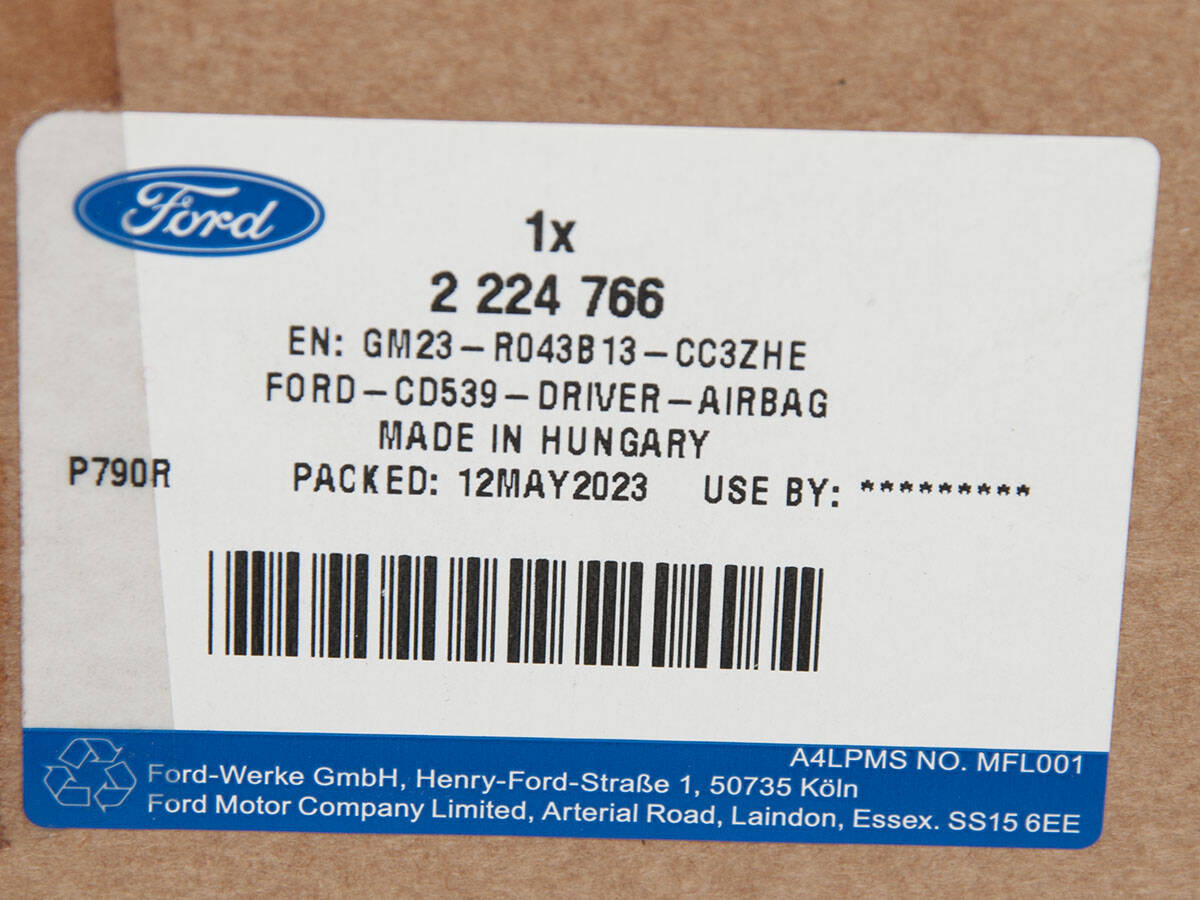 Ford
1x
2 224 766
EN: GM23-R043B13-CC3ZHE
FORD-CD539-DRIVER-AIRBAG
MADE IN HUNGARY
P790R PACKED: 12MAY2023 USE BY: *********
A4LPMS NO. MFL001
Ford-Werke GmbH, Henry-Ford-Straße 1, 50735 Köln
Ford Motor Company Limited, Arterial Road, Laindon, Essex. SS15 6EE